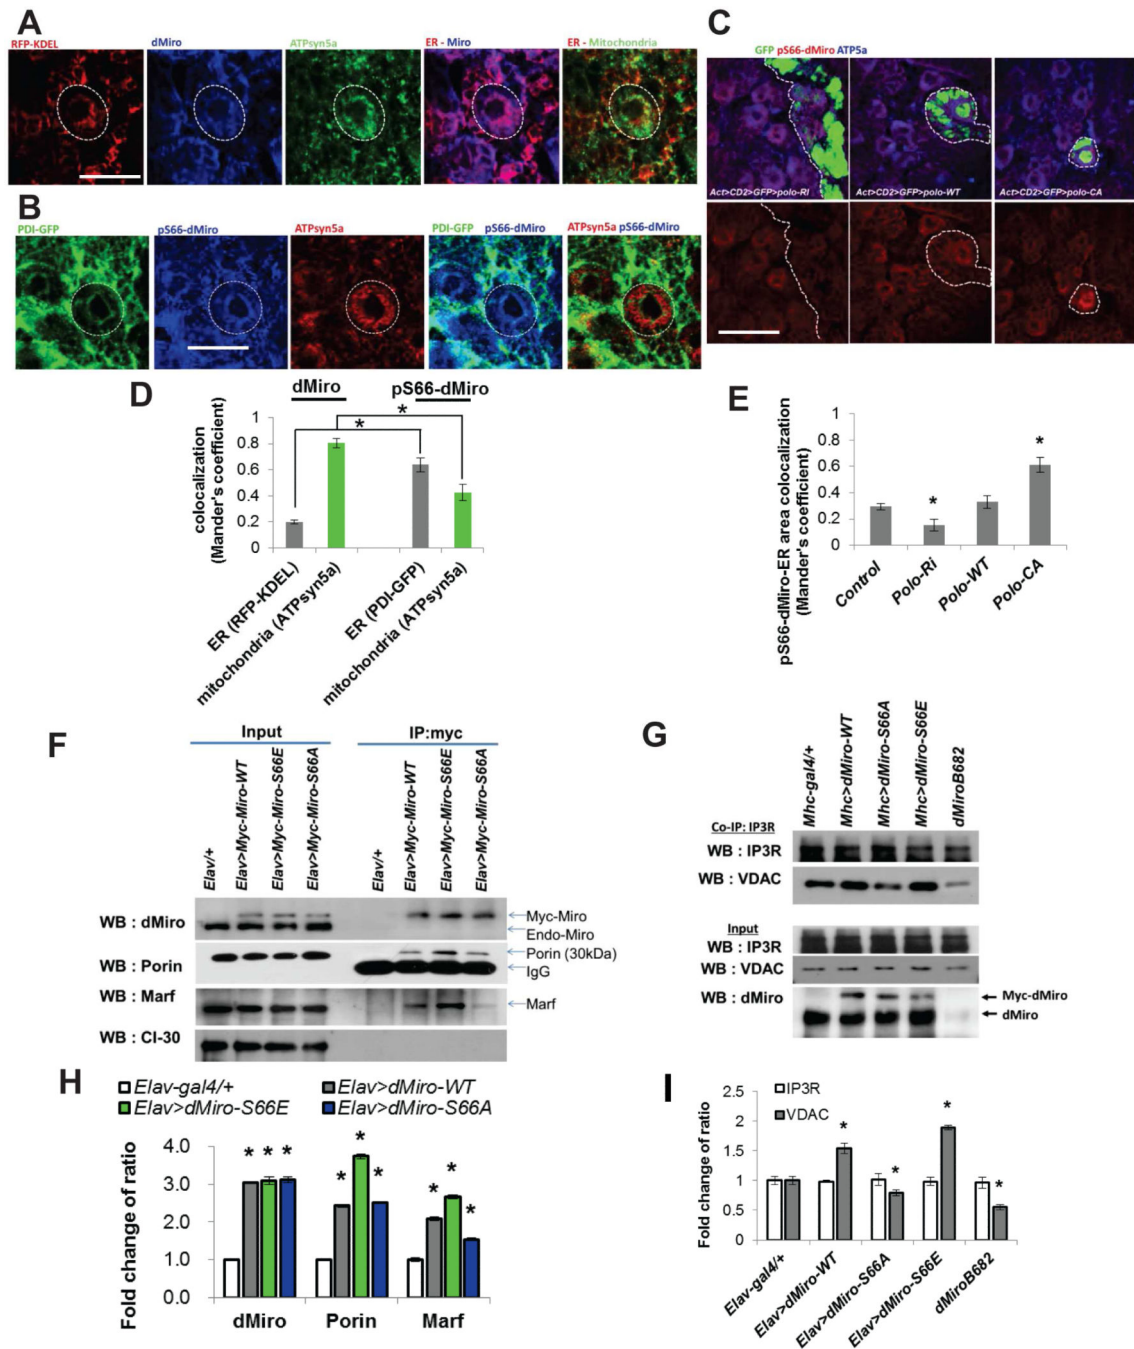 A
RFP-KDEL dMiro ATPsyn5a ER - Miro ER - Mitochondria
B
PDI-GFP pS66-dMiro ATPsyn5a PDI-GFP pS66-dMiro ATPsyn5a pS66-dMiro
C
GFP pS66-dMiro ATP5a
Act>CD2>GFP>polo-RI Act>CD2>GFP>polo-WT Act>CD2>GFP>polo-CA
D
dMiro pS66-dMiro
* *
colocalization
(Mander's coefficient)
1
0.8
0.6
0.4
0.2
0
ER (RFP-KDEL)
mitochondria (ATPsyn5a)
ER (PDI-GFP)
mitochondria (ATPsyn5a)
E
pS66-dMiro-ER area colocalization
(Mander's coefficient)
1
0.8
0.6
0.4
0.2
0
* *
Control
Polo-Ri
Polo-WT
Polo-CA
F
Input IP:myc
Elav/+
Elav>Myc-Miro-WT
Elav>Myc-Miro-S66E
Elav>Myc-Miro-S66A
Elav/+
Elav>Myc-Miro-WT
Elav>Myc-Miro-S66E
Elav>Myc-Miro-S66A
WB : dMiro
Myc-Miro
Endo-Miro
WB : Porin
Porin (30kDa)
IgG
WB : Marf
Marf
WB : CI-30
G
Mhc-gal4/+
Mhc>dMiro-WT
Mhc>dMiro-S66A
Mhc>dMiro-S66E
dMiroB682
Co-IP: IP3R
WB : IP3R
WB : VDAC
Input
WB : IP3R
WB : VDAC
WB : dMiro
Myc-dMiro
dMiro
H
Elav-gal4/+ Elav>dMiro-WT
Elav>dMiro-S66E Elav>dMiro-S66A
Fold change of ratio
4.0
3.0
2.0
1.0
0.0
* * * * * * * * *
dMiro Porin Marf
I
IP3R
VDAC
Fold change of ratio
2.5
2
1.5
1
0.5
0
* * * *
Elav-gal4/+
Elav>dMiro-WT
Elav>dMiro-S66A
Elav>dMiro-S66E
dMiroB682